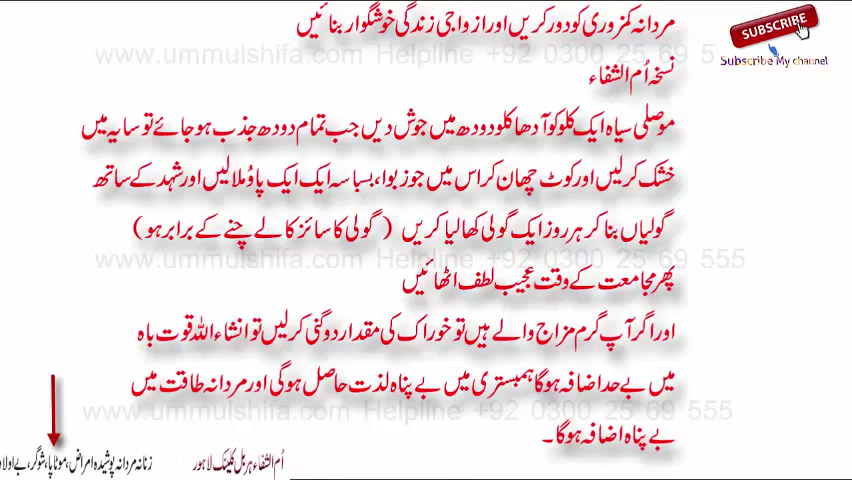 مردانہ کمزوری کو دور کریں اور ازواجی زندگی خوشگوار بنائیں
SUBSCRIBE
Subscribe My channel
www.ummulshifa.com Helpline +92 0300 25 69 555
نسخہ اُم الشفاء
موصلی سیاہ ایک کلو کو آدھا کلو دودھ میں جوش دیں جب تمام دودھ جذب ہو جائے تو سایہ میں
خشک کر لیں اور کوٹ چھان کر اس میں جوز بوا، بسباسہ ایک ایک پاؤ ملا لیں اور شہد کے ساتھ
گولیاں بنا کر ہر روز ایک گولی کھا لیا کریں ( گولی کا سائز کالے چنے کے برابر ہو )
www.ummulshifa.com Helpline +92 0300 25 69 555
پھر مجامعت کے وقت عجیب لطف اٹھائیں
اور اگر آپ گرم مزاج والے ہیں تو خوراک کی مقدار دوگنی کر لیں تو انشاء اللہ قوت باہ
میں بے حد اضافہ ہوگا ہمبستری میں بے پناہ لذت حاصل ہوگی اور مردانہ طاقت میں
www.ummulshifa.com Helpline +92 0300 25 69 555
بے پناہ اضافہ ہوگا۔
اُم الشفاء ہربل کلینک لاہور
زنانہ مردانہ پوشیدہ امراض، موٹاپا، شوگر، بے اولا